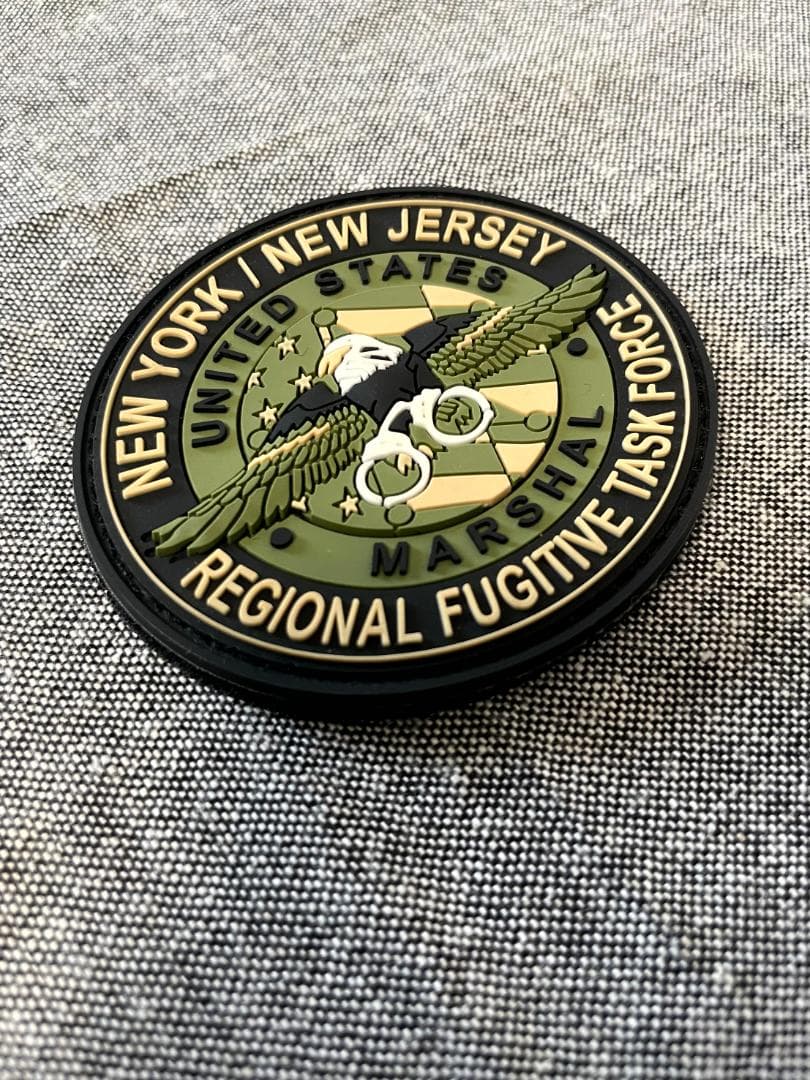 NEW YORK / NEW JERSEY
UNITED STATES
MARSHAL
REGIONAL FUGITIVE TASK FORCE